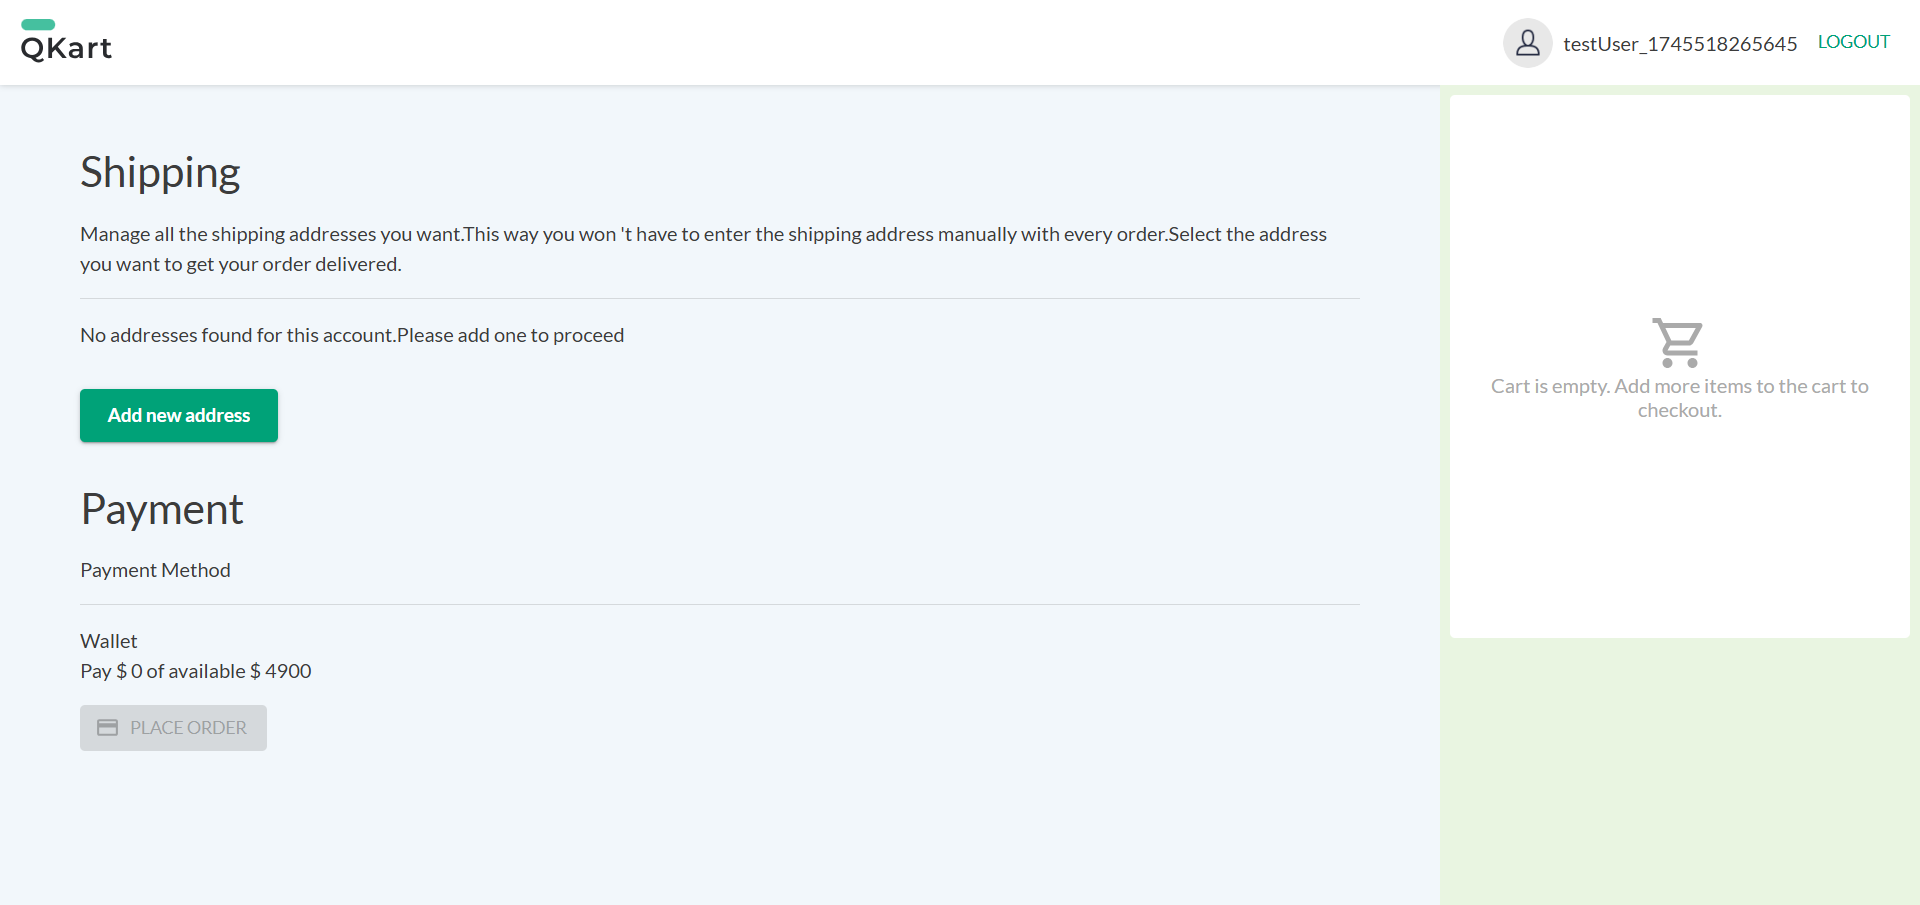 QKart
testUser_1745518265645
LOGOUT
Shipping
Manage all the shipping addresses you want.This way you won 't have to enter the shipping address manually with every order.Select the address
you want to get your order delivered.
No addresses found for this account.Please add one to proceed
Add new address
Payment
Payment Method
Wallet
Pay $ 0 of available $ 4900
PLACE ORDER
Cart is empty. Add more items to the cart to
checkout.